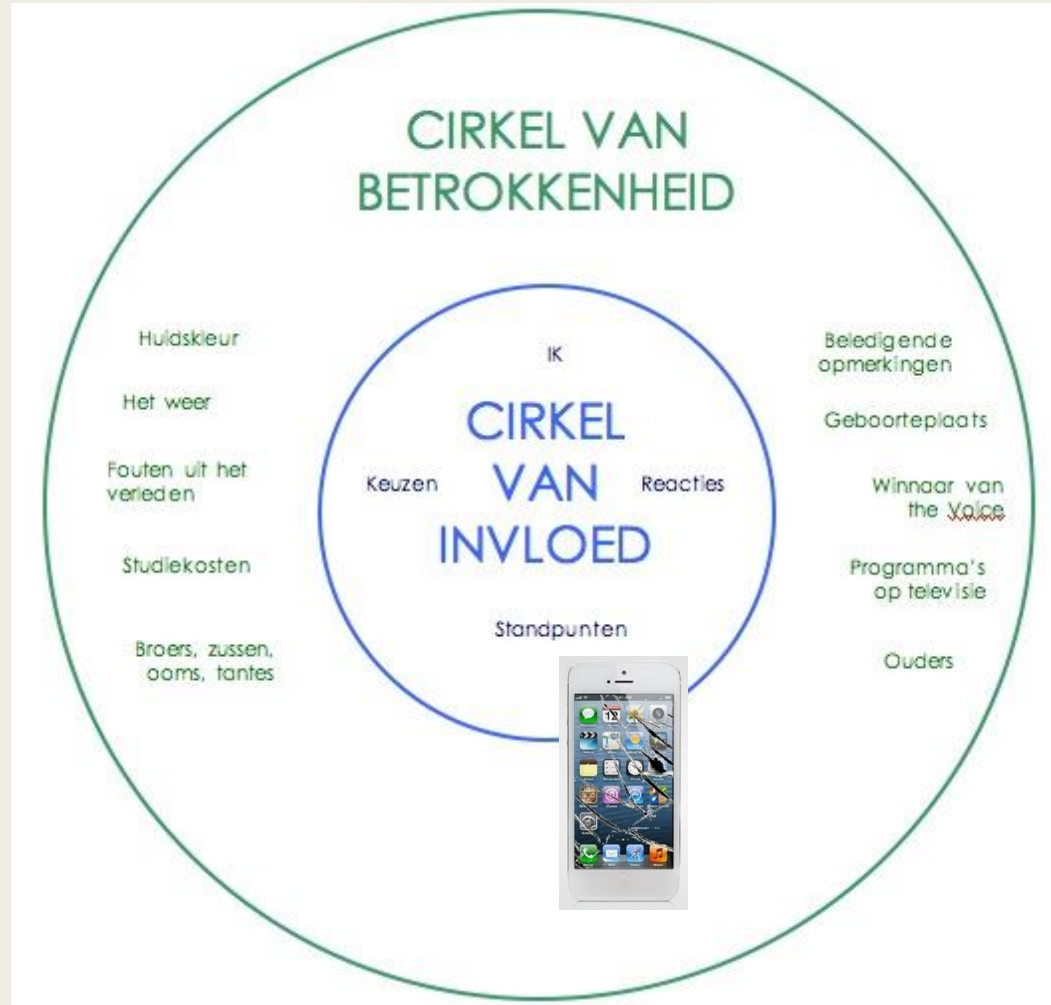 CIRKEL VAN
BETROKKENHEID
Huidskleur
Het weer
Fouten uit het
verleden
Studiekosten
Broers, zussen,
ooms, tantes
IK
CIRKEL
VAN
INVLOED
Keuzen
Reacties
Standpunten
Beledigende
opmerkingen
Geboorteplaats
Winnaar van
the Voice
Programma's
op televisie
Ouders
12